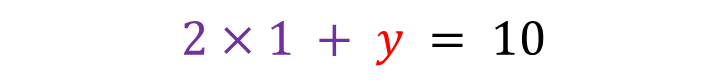 2 × 1 + y = 10